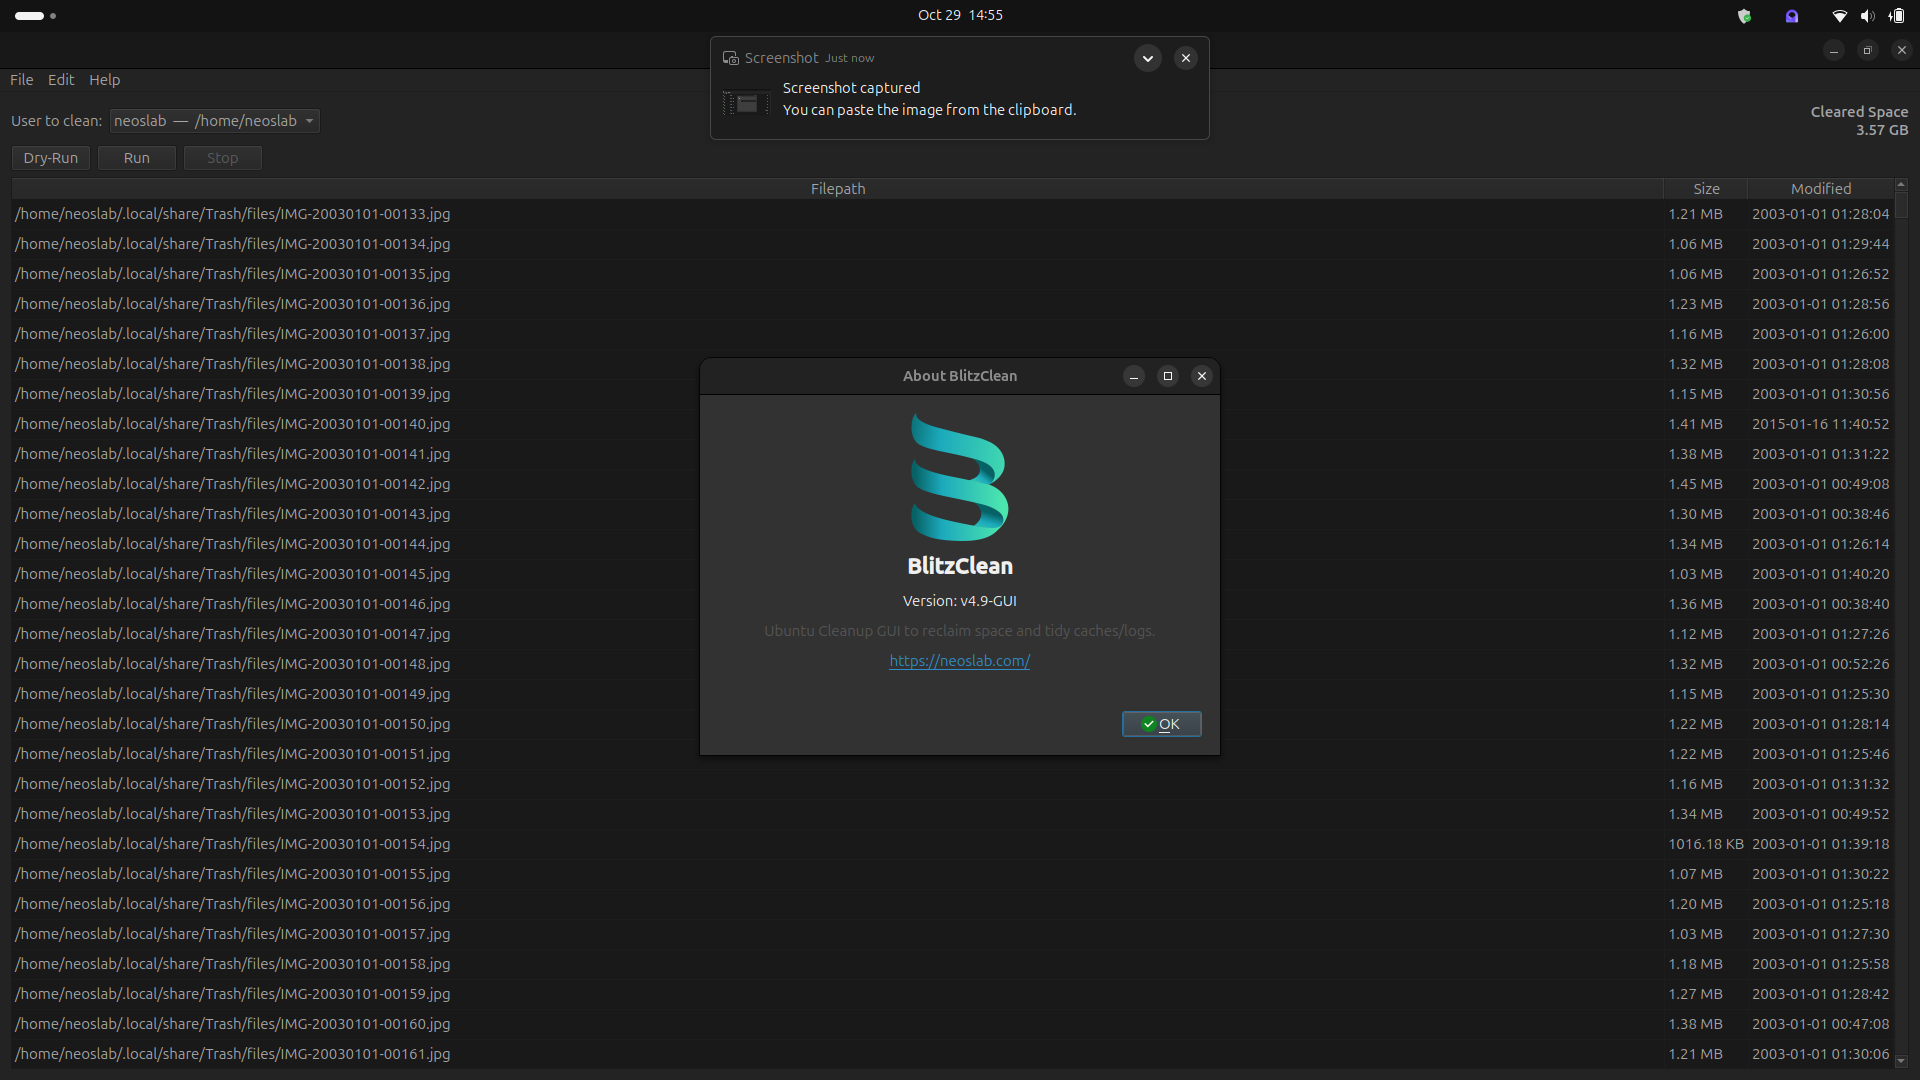 Oct 29 14:55
Screenshot Just now
Screenshot captured
You can paste the image from the clipboard.
File Edit Help
User to clean: neoslab — /home/neoslab
Cleared Space
3.57 GB
Dry-Run Run Stop
Filepath Size Modified
/home/neoslab/.local/share/Trash/files/IMG-20030101-00133.jpg 1.21 MB 2003-01-01 01:28:04
/home/neoslab/.local/share/Trash/files/IMG-20030101-00134.jpg 1.06 MB 2003-01-01 01:29:44
/home/neoslab/.local/share/Trash/files/IMG-20030101-00135.jpg 1.06 MB 2003-01-01 01:26:52
/home/neoslab/.local/share/Trash/files/IMG-20030101-00136.jpg 1.23 MB 2003-01-01 01:28:56
/home/neoslab/.local/share/Trash/files/IMG-20030101-00137.jpg 1.16 MB 2003-01-01 01:26:00
/home/neoslab/.local/share/Trash/files/IMG-20030101-00138.jpg 1.32 MB 2003-01-01 01:28:08
/home/neoslab/.local/share/Trash/files/IMG-20030101-00139.jpg 1.15 MB 2003-01-01 01:30:56
/home/neoslab/.local/share/Trash/files/IMG-20030101-00140.jpg 1.41 MB 2015-01-16 11:40:52
/home/neoslab/.local/share/Trash/files/IMG-20030101-00141.jpg 1.38 MB 2003-01-01 01:31:22
/home/neoslab/.local/share/Trash/files/IMG-20030101-00142.jpg 1.45 MB 2003-01-01 00:49:08
/home/neoslab/.local/share/Trash/files/IMG-20030101-00143.jpg 1.30 MB 2003-01-01 00:38:46
/home/neoslab/.local/share/Trash/files/IMG-20030101-00144.jpg 1.34 MB 2003-01-01 01:26:14
/home/neoslab/.local/share/Trash/files/IMG-20030101-00145.jpg 1.03 MB 2003-01-01 01:40:20
/home/neoslab/.local/share/Trash/files/IMG-20030101-00146.jpg 1.36 MB 2003-01-01 00:38:40
/home/neoslab/.local/share/Trash/files/IMG-20030101-00147.jpg 1.12 MB 2003-01-01 01:27:26
/home/neoslab/.local/share/Trash/files/IMG-20030101-00148.jpg 1.32 MB 2003-01-01 00:52:26
/home/neoslab/.local/share/Trash/files/IMG-20030101-00149.jpg 1.15 MB 2003-01-01 01:25:30
/home/neoslab/.local/share/Trash/files/IMG-20030101-00150.jpg 1.22 MB 2003-01-01 01:28:14
/home/neoslab/.local/share/Trash/files/IMG-20030101-00151.jpg 1.22 MB 2003-01-01 01:25:46
/home/neoslab/.local/share/Trash/files/IMG-20030101-00152.jpg 1.16 MB 2003-01-01 01:31:32
/home/neoslab/.local/share/Trash/files/IMG-20030101-00153.jpg 1.34 MB 2003-01-01 00:49:52
/home/neoslab/.local/share/Trash/files/IMG-20030101-00154.jpg 1016.18 KB 2003-01-01 01:39:18
/home/neoslab/.local/share/Trash/files/IMG-20030101-00155.jpg 1.07 MB 2003-01-01 01:30:22
/home/neoslab/.local/share/Trash/files/IMG-20030101-00156.jpg 1.20 MB 2003-01-01 01:25:18
/home/neoslab/.local/share/Trash/files/IMG-20030101-00157.jpg 1.03 MB 2003-01-01 01:27:30
/home/neoslab/.local/share/Trash/files/IMG-20030101-00158.jpg 1.18 MB 2003-01-01 01:25:58
/home/neoslab/.local/share/Trash/files/IMG-20030101-00159.jpg 1.27 MB 2003-01-01 01:28:42
/home/neoslab/.local/share/Trash/files/IMG-20030101-00160.jpg 1.38 MB 2003-01-01 00:47:08
/home/neoslab/.local/share/Trash/files/IMG-20030101-00161.jpg 1.21 MB 2003-01-01 01:30:06
About BlitzClean
BlitzClean
Version: v4.9-GUI
Ubuntu Cleanup GUI to reclaim space and tidy caches/logs.
https://neoslab.com/
OK